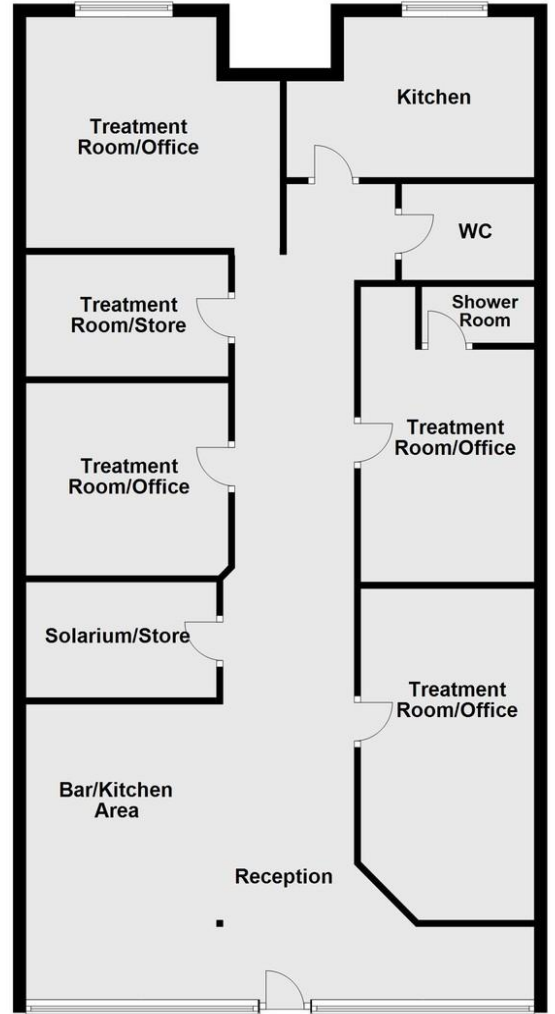 Treatment
Room/Office
Kitchen
WC
Treatment
Room/Store
Shower
Room
Treatment
Room/Office
Treatment
Room/Office
Solarium/Store
Treatment
Room/Office
Bar/Kitchen
Area
Reception